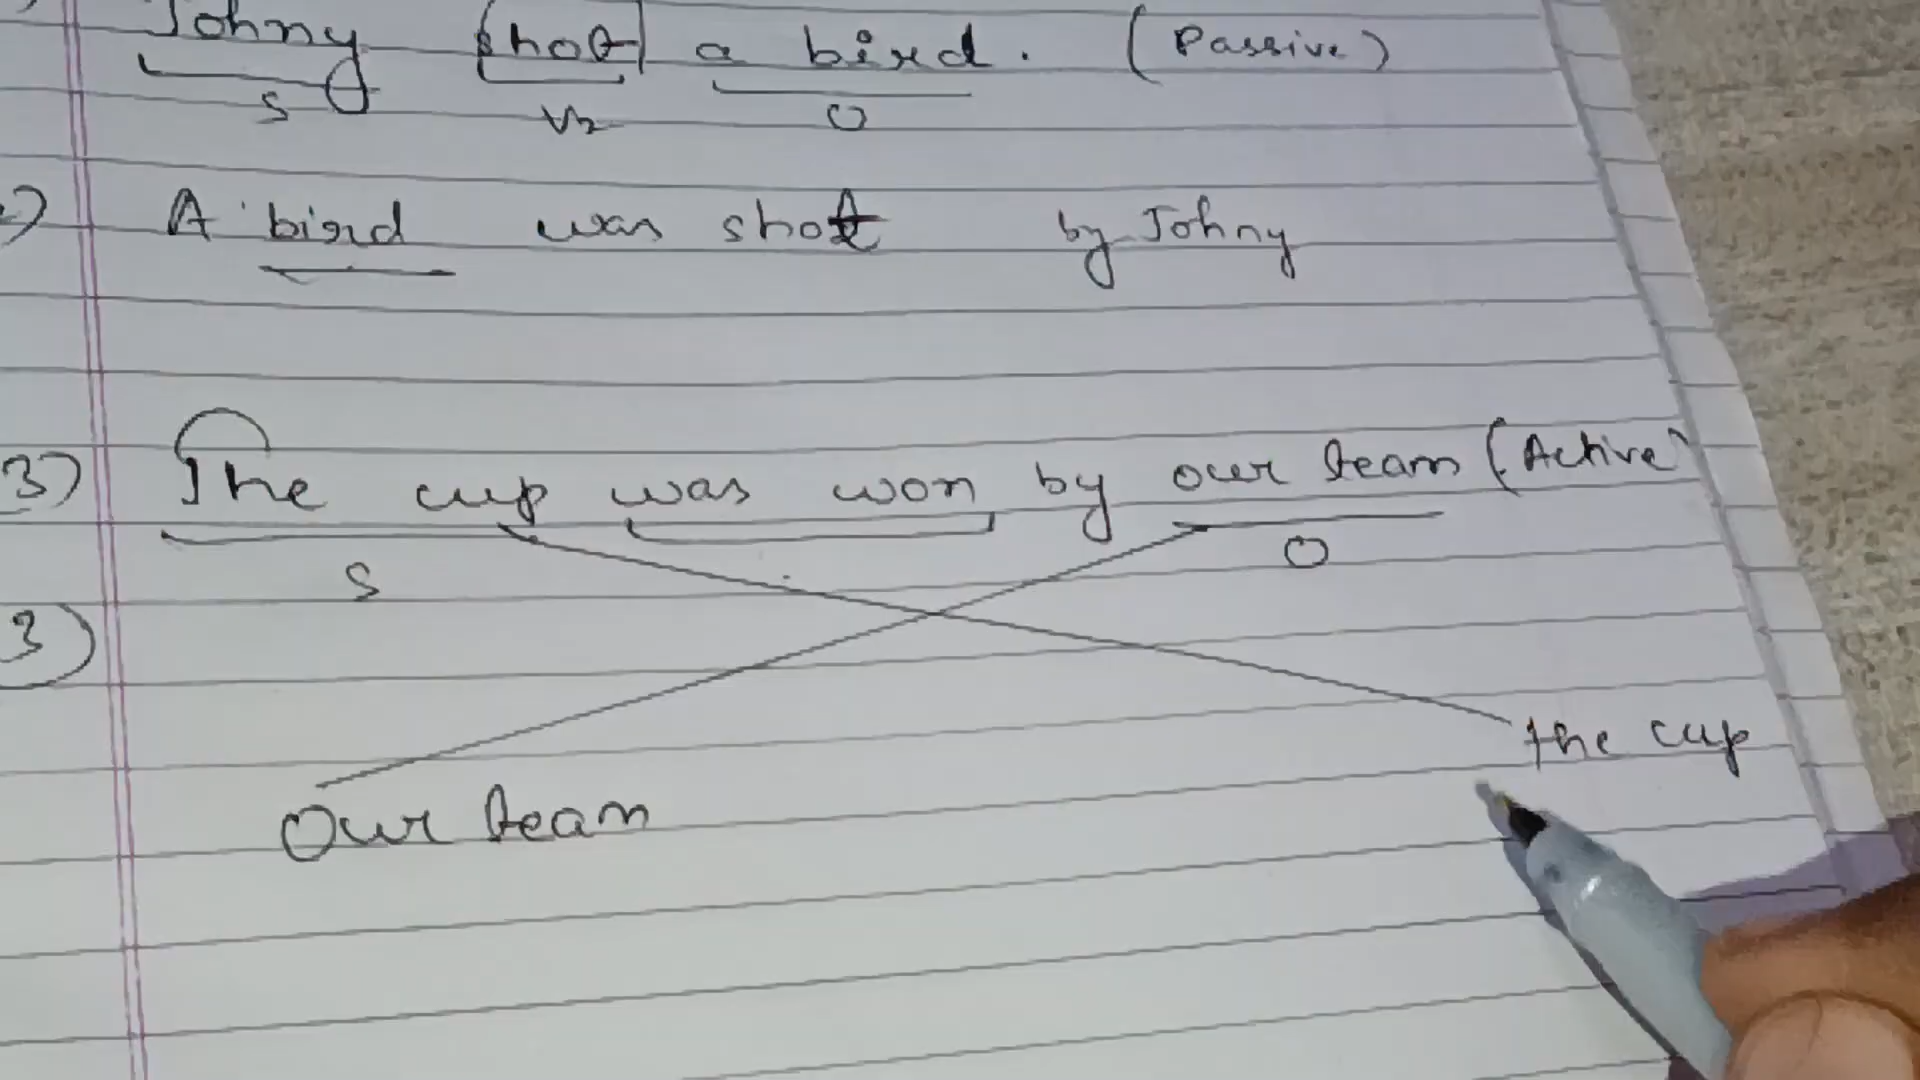 Johny shot a bird. (Passive)
S V2 O
2) A bird was shot by Johny
3) The cup was won by our team (Active)
S O
3)
the cup
Our team